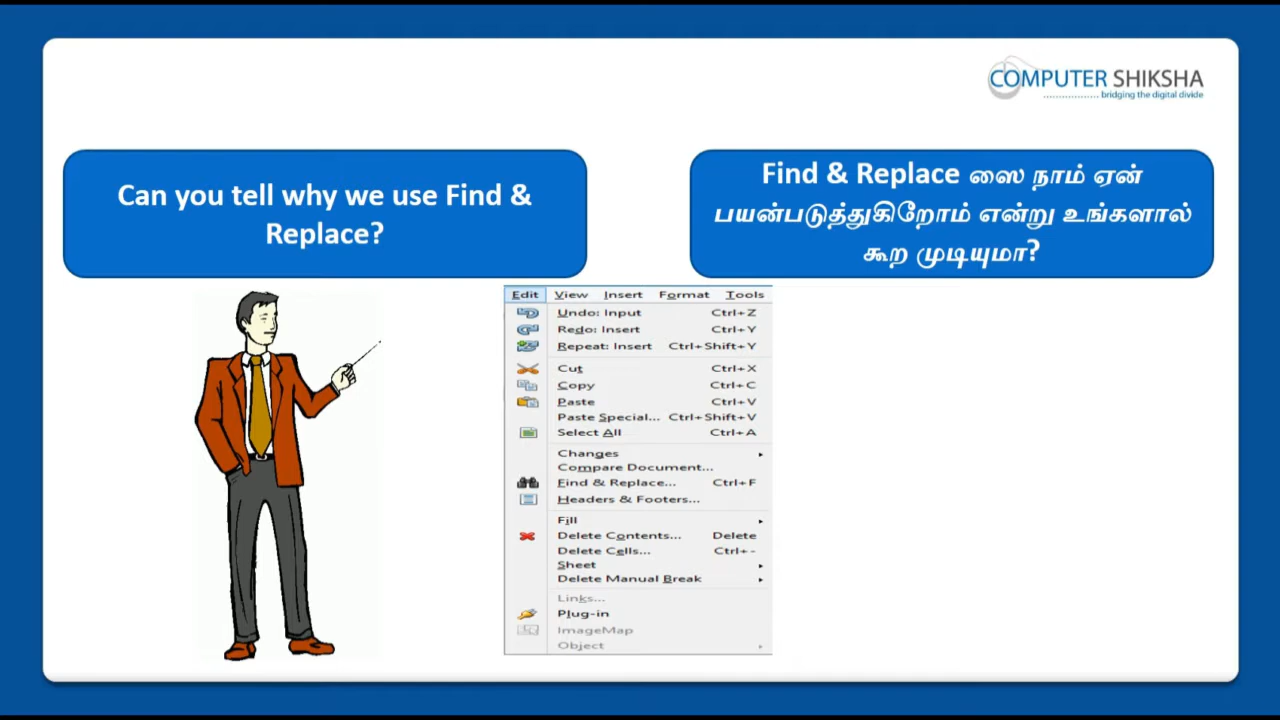 COMPUTER SHIKSHA
bridging the digital divide
Can you tell why we use Find &
Replace?
Find & Replace ஸை நாம் ஏன்
பயன்படுத்துகிறோம் என்று உங்களால்
கூற முடியுமா?
Edit View Insert Format Tools
Undo: Input Ctrl+Z
Redo: Insert Ctrl+Y
Repeat: Insert Ctrl+Shift+Y
Cut Ctrl+X
Copy Ctrl+C
Paste Ctrl+V
Paste Special... Ctrl+Shift+V
Select All Ctrl+A
Changes
Compare Document...
Find & Replace... Ctrl+F
Headers & Footers...
Fill
Delete Contents... Delete
Delete Cells... Ctrl+-
Sheet
Delete Manual Break
Links...
Plug-in
ImageMap
Object